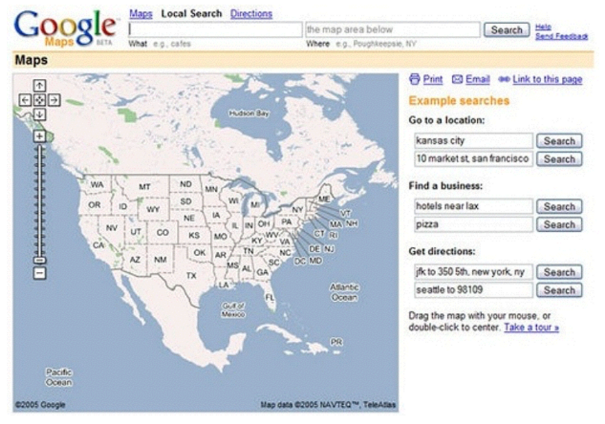 Google
Maps BETA
Maps Local Search Directions
the map area below
Search
Help
Send Feedback
What e.g., cafes
Where e.g., Poughkeepsie, NY
Maps
Print Email Link to this page
Example searches
Go to a location:
kansas city Search
10 market st, san francisco Search
Find a business:
hotels near lax Search
pizza Search
Get directions:
jfk to 350 5th, new york, ny Search
seattle to 98109 Search
Drag the map with your mouse, or
double-click to center. Take a tour »
Hudson Bay
WA MT ND MN ME
OR ID WY SD WI MI NY VT
NV UT CO NE IA IL IN OH PA MA NH
CA KS MO KY WV VA CT RI
AZ NM OK AR TN NC DE NJ
TX MS AL GA SC DC MD
LA FL
Gulf of
Mexico
Atlantic
Ocean
PR
Pacific
Ocean
©2005 Google Map data ©2005 NAVTEQ™, TeleAtlas